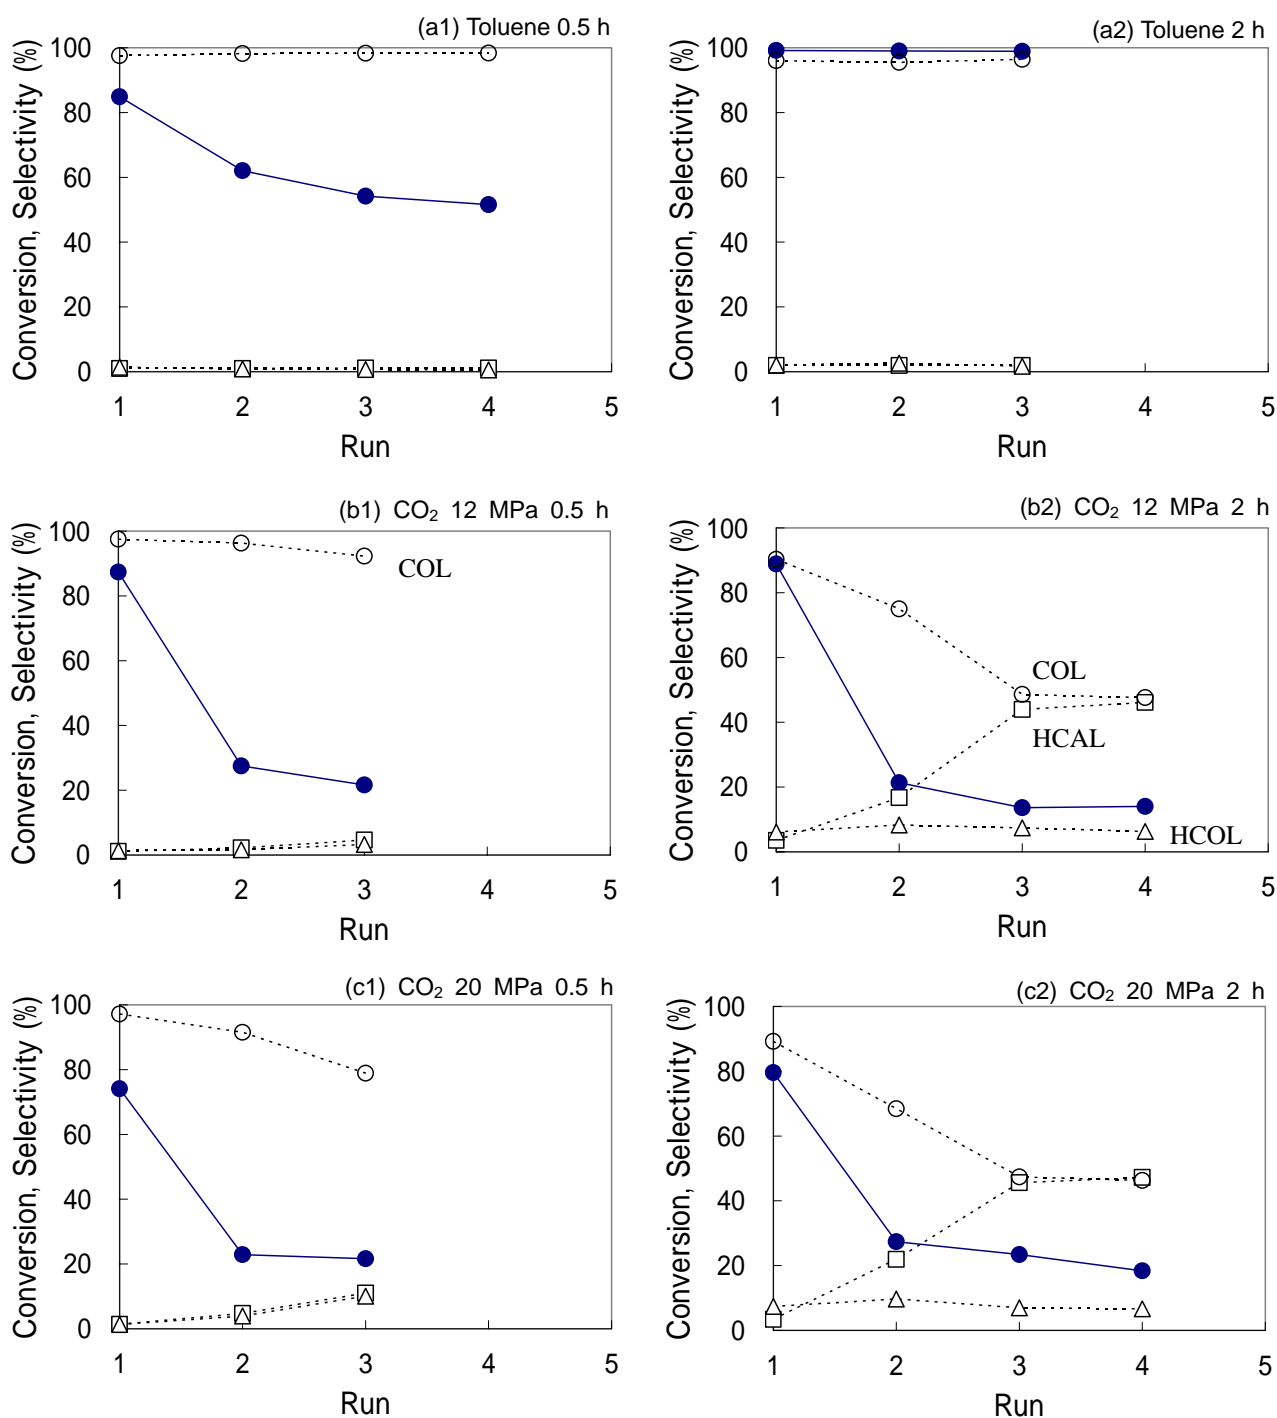 (a1) Toluene 0.5 h
Conversion, Selectivity (%)
100
80
60
40
20
0
1 2 3 4 5
Run
(a2) Toluene 2 h
Conversion, Selectivity (%)
100
80
60
40
20
0
1 2 3 4 5
Run
(b1) CO₂ 12 MPa 0.5 h
Conversion, Selectivity (%)
100
80
60
40
20
0
COL
1 2 3 4 5
Run
(b2) CO₂ 12 MPa 2 h
Conversion, Selectivity (%)
100
80
60
40
20
0
COL
HCAL
HCOL
1 2 3 4 5
Run
(c1) CO₂ 20 MPa 0.5 h
Conversion, Selectivity (%)
100
80
60
40
20
0
1 2 3 4 5
Run
(c2) CO₂ 20 MPa 2 h
Conversion, Selectivity (%)
100
80
60
40
20
0
1 2 3 4 5
Run